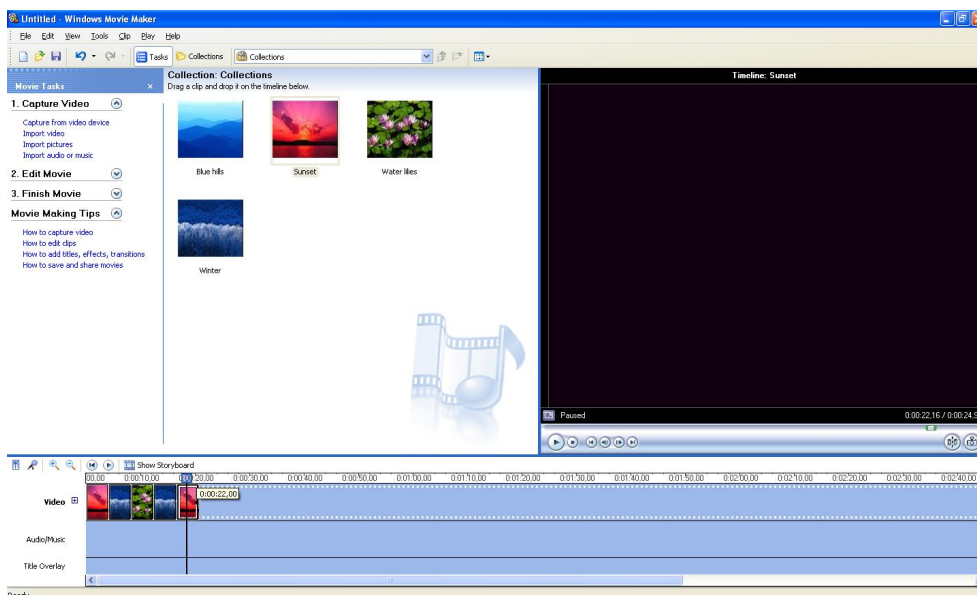 Untitled - Windows Movie Maker
File Edit View Tools Clip Play Help
Tasks Collections Collections
Movie Tasks
1. Capture Video
Capture from video device
Import video
Import pictures
Import audio or music
2. Edit Movie
3. Finish Movie
Movie Making Tips
How to capture video
How to edit clips
How to add titles, effects, transitions
How to save and share movies
Collection: Collections
Drag a clip and drop it on the timeline below.
Blue hills
Sunset
Water lilies
Winter
Timeline: Sunset
Paused
0:00:22,16 / 0:00:24,9
Show Storyboard
00,00 0:00:10,00 20,00 0:00:30,00 0:00:40,00 0:00:50,00 0:01:00,00 0:01:10,00 0:01:20,00 0:01:30,00 0:01:40,00 0:01:50,00 0:02:00,00 0:02:10,00 0:02:20,00 0:02:30,00 0:02:40,00
0:00:22,00
Video
Audio/Music
Title Overlay